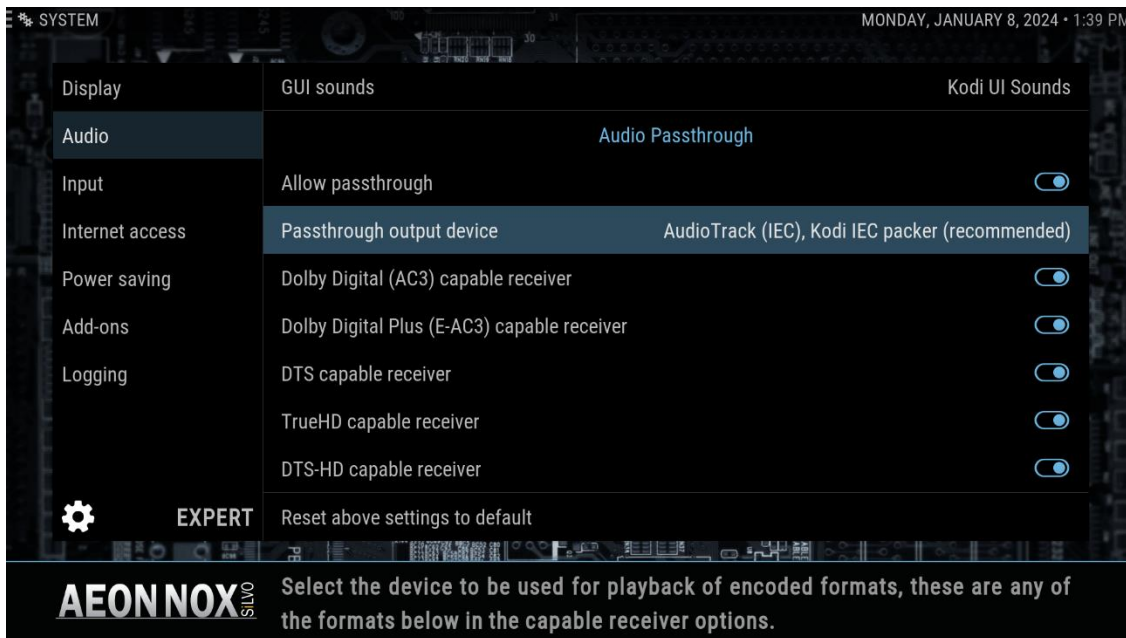 SYSTEM
MONDAY, JANUARY 8, 2024 • 1:39 PM
Display
Audio
Input
Internet access
Power saving
Add-ons
Logging
EXPERT
GUI sounds Kodi UI Sounds
Audio Passthrough
Allow passthrough
Passthrough output device AudioTrack (IEC), Kodi IEC packer (recommended)
Dolby Digital (AC3) capable receiver
Dolby Digital Plus (E-AC3) capable receiver
DTS capable receiver
TrueHD capable receiver
DTS-HD capable receiver
Reset above settings to default
AEON NOX SiLVO
Select the device to be used for playback of encoded formats, these are any of
the formats below in the capable receiver options.